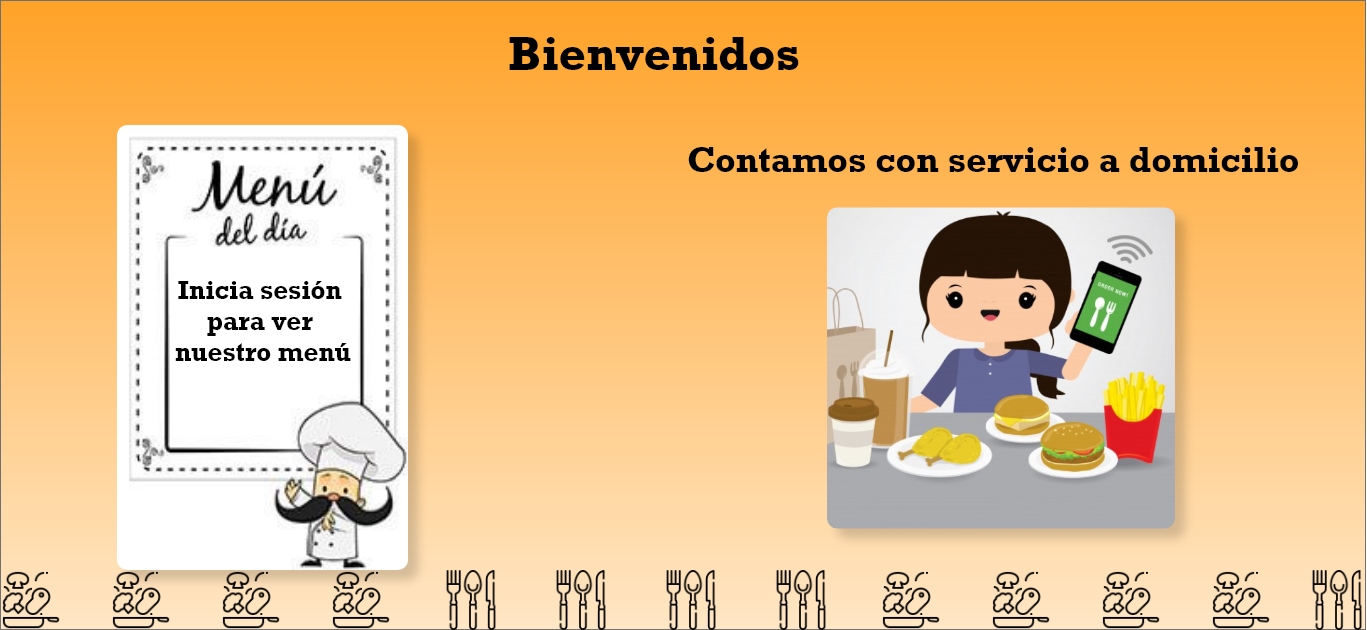 Bienvenidos
Menú
del día
Inicia sesión
para ver
nuestro menú
Contamos con servicio a domicilio
ORDER NOW!